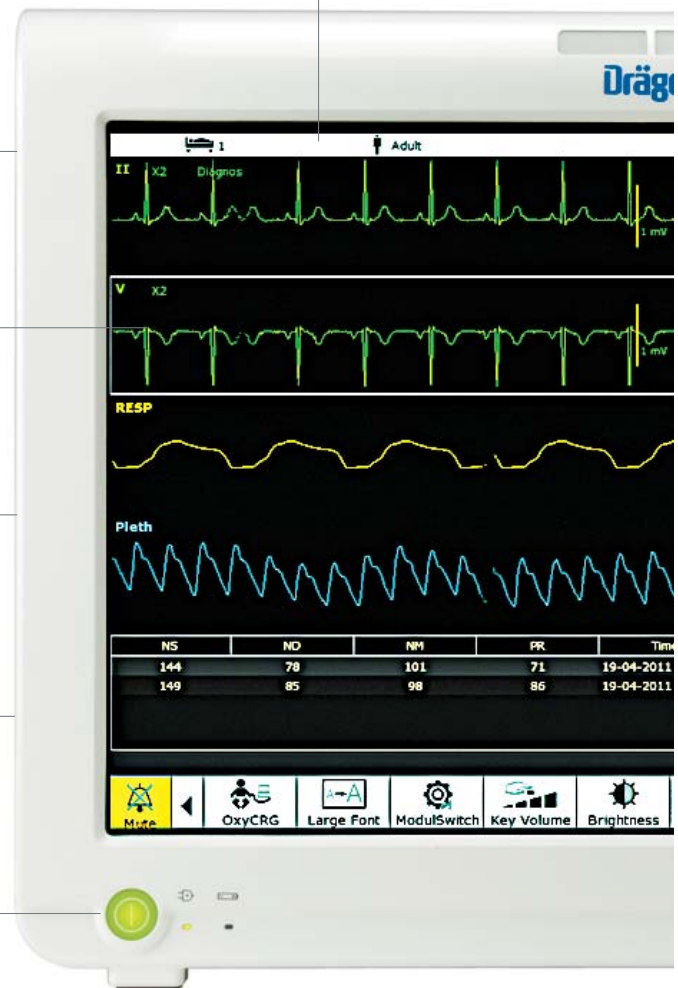 Dräge
1 Adult
II X2 Diagnos
1 mV
V X2
1 mV
RESP
Pleth
NS ND NM PR Time
144 78 101 71 19-04-2011
149 85 98 86 19-04-2011
Mute OxyCRG Large Font ModulSwitch Key Volume Brightness
A→A